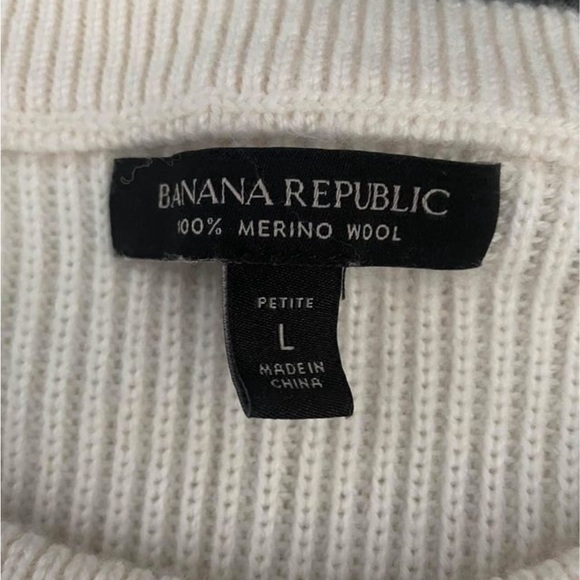 BANANA REPUBLIC
100% MERINO WOOL
PETITE
L
MADE IN
CHINA